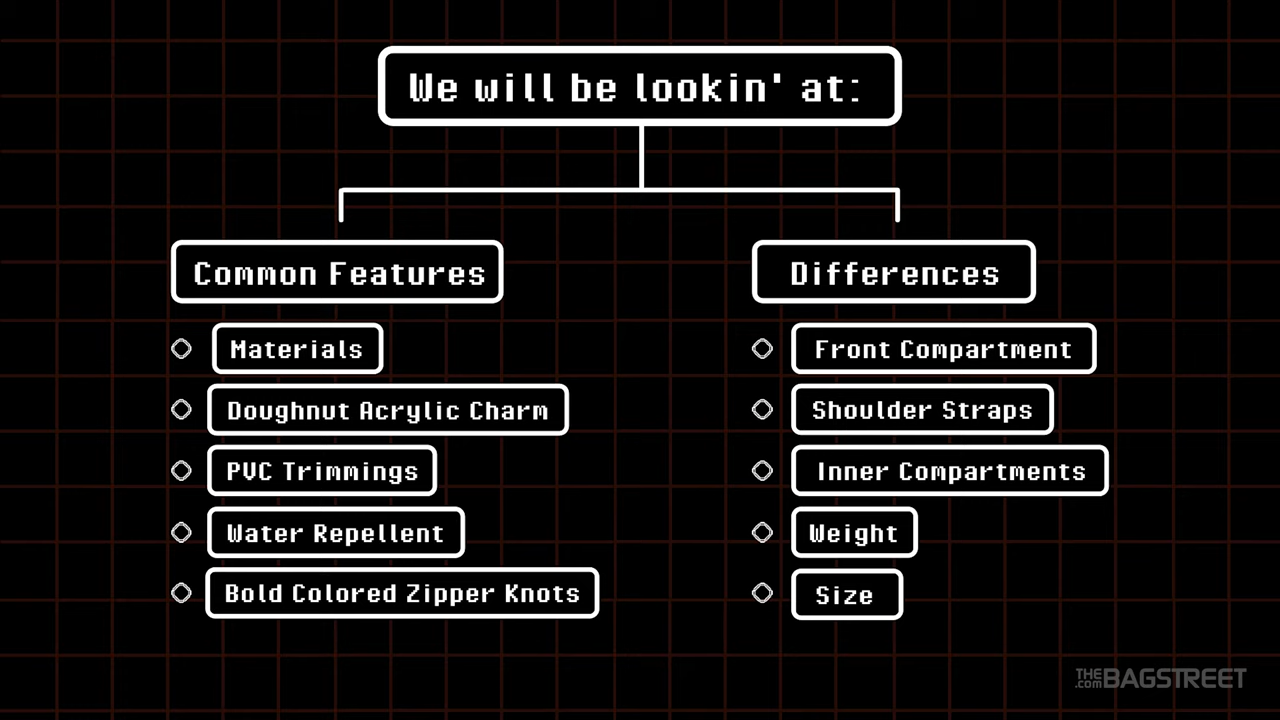 We will be lookin' at:
Common Features
Materials
Doughnut Acrylic Charm
PVC Trimmings
Water Repellent
Bold Colored Zipper Knots
Differences
Front Compartment
Shoulder Straps
Inner Compartments
Weight
Size
THE BAGSTREET .com